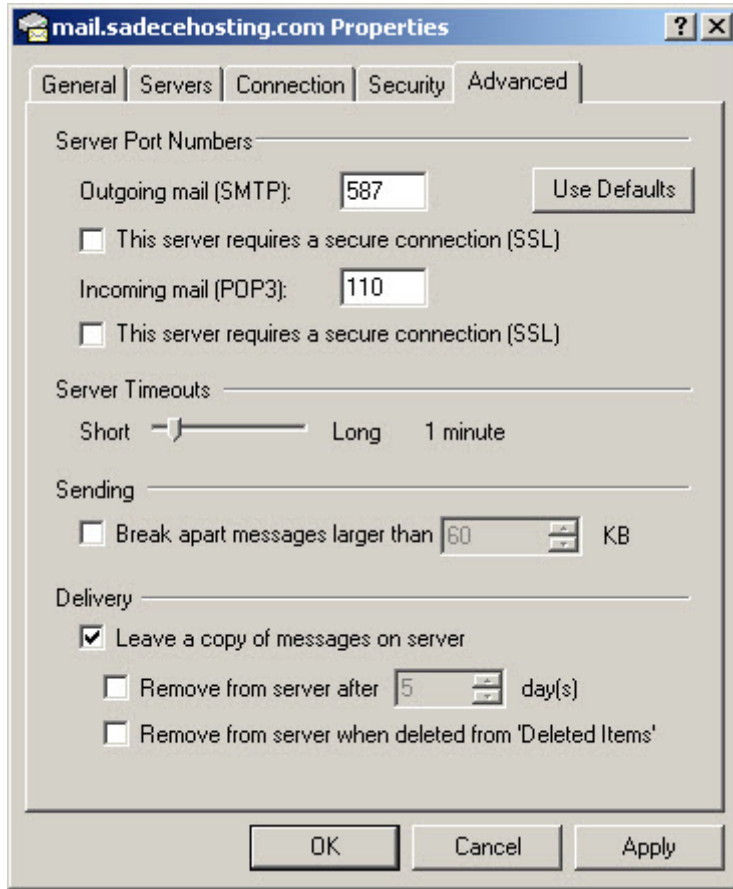 mail.sadecehosting.com Properties
General Servers Connection Security Advanced
Server Port Numbers
Outgoing mail (SMTP): 587 Use Defaults
This server requires a secure connection (SSL)
Incoming mail (POP3): 110
This server requires a secure connection (SSL)
Server Timeouts
Short Long 1 minute
Sending
Break apart messages larger than 60 KB
Delivery
Leave a copy of messages on server
Remove from server after 5 day(s)
Remove from server when deleted from 'Deleted Items'
OK Cancel Apply